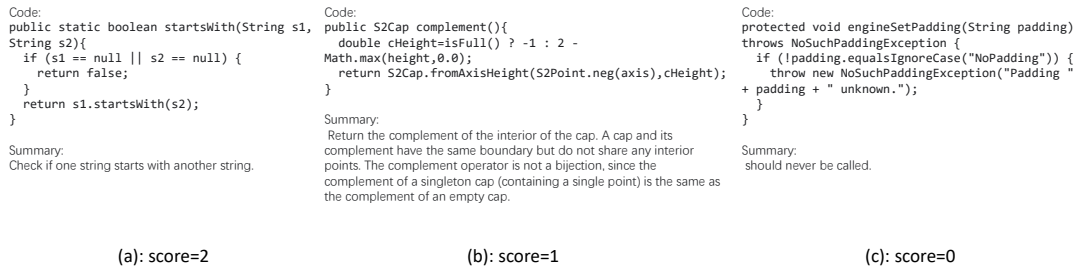 Code:
public static boolean startsWith(String s1,
String s2){
  if (s1 == null || s2 == null) {
    return false;
  }
  return s1.startsWith(s2);
}
Summary:
Check if one string starts with another string.
(a): score=2
Code:
public S2Cap complement(){
  double cHeight=isFull() ? -1 : 2 -
Math.max(height,0.0);
  return S2Cap.fromAxisHeight(S2Point.neg(axis),cHeight);
}
Summary:
Return the complement of the interior of the cap. A cap and its
complement have the same boundary but do not share any interior
points. The complement operator is not a bijection, since the
complement of a singleton cap (containing a single point) is the same as
the complement of an empty cap.
(b): score=1
Code:
protected void engineSetPadding(String padding)
throws NoSuchPaddingException {
  if (!padding.equalsIgnoreCase("NoPadding")) {
    throw new NoSuchPaddingException("Padding "
+ padding + " unknown.");
  }
}
Summary:
should never be called.
(c): score=0